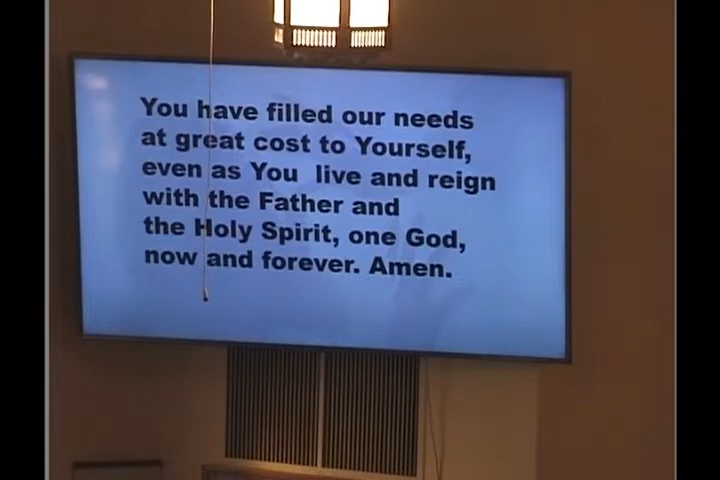 You have filled our needs
at great cost to Yourself,
even as You live and reign
with the Father and
the Holy Spirit, one God,
now and forever. Amen.